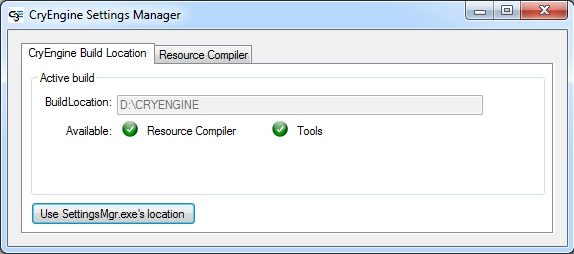 CryEngine Settings Manager
CryEngine Build Location Resource Compiler
Active build
BuildLocation: D:\CRYENGINE
Available: Resource Compiler Tools
Use SettingsMgr.exe's location